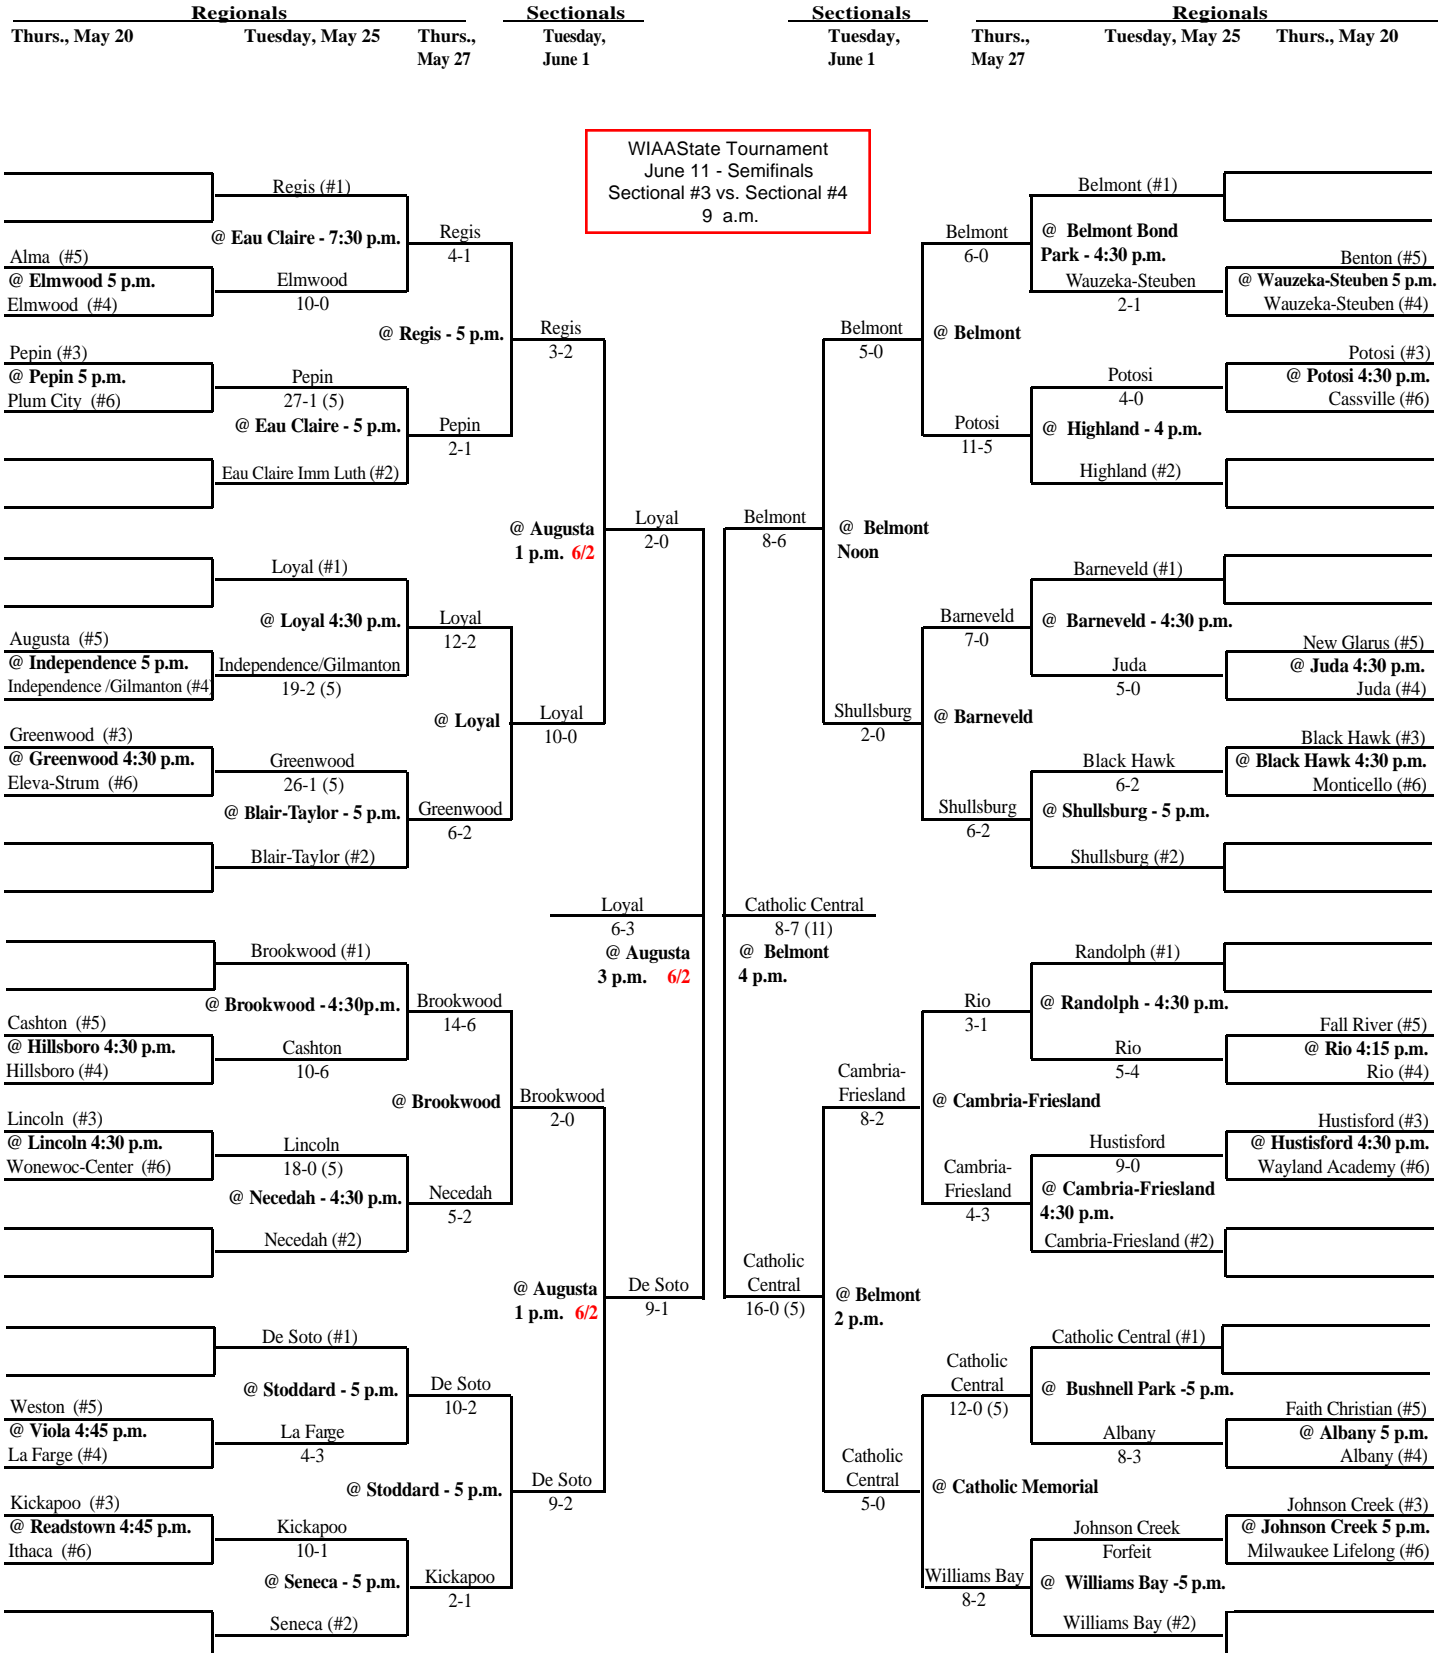 Regionals
Sectionals
Sectionals
Regionals
Thurs., May 20
Tuesday, May 25
Thurs.,
May 27
Tuesday,
June 1
Tuesday,
June 1
Thurs.,
May 27
Tuesday, May 25
Thurs., May 20
WIAAState Tournament
June 11 - Semifinals
Sectional #3 vs. Sectional #4
9 a.m.
Regis (#1)
@ Eau Claire - 7:30 p.m.
Alma (#5)
@ Elmwood 5 p.m.
Elmwood (#4)
Elmwood
10-0
Regis
4-1
@ Regis - 5 p.m.
Regis
3-2
Pepin (#3)
@ Pepin 5 p.m.
Plum City (#6)
Pepin
27-1 (5)
@ Eau Claire - 5 p.m.
Pepin
2-1
Eau Claire Imm Luth (#2)
@ Augusta
1 p.m. 6/2
Loyal
2-0
Loyal (#1)
@ Loyal 4:30 p.m.
Loyal
12-2
Augusta (#5)
@ Independence 5 p.m.
Independence /Gilmanton (#4)
Independence/Gilmanton
19-2 (5)
@ Loyal
Loyal
10-0
Greenwood (#3)
@ Greenwood 4:30 p.m.
Eleva-Strum (#6)
Greenwood
26-1 (5)
@ Blair-Taylor - 5 p.m.
Greenwood
6-2
Blair-Taylor (#2)
Loyal
6-3
@ Augusta
3 p.m. 6/2
Brookwood (#1)
@ Brookwood - 4:30p.m.
Brookwood
14-6
Cashton (#5)
@ Hillsboro 4:30 p.m.
Hillsboro (#4)
Cashton
10-6
@ Brookwood
Brookwood
2-0
Lincoln (#3)
@ Lincoln 4:30 p.m.
Wonewoc-Center (#6)
Lincoln
18-0 (5)
@ Necedah - 4:30 p.m.
Necedah
5-2
Necedah (#2)
@ Augusta
1 p.m. 6/2
De Soto
9-1
De Soto (#1)
@ Stoddard - 5 p.m.
De Soto
10-2
Weston (#5)
@ Viola 4:45 p.m.
La Farge (#4)
La Farge
4-3
@ Stoddard - 5 p.m.
De Soto
9-2
Kickapoo (#3)
@ Readstown 4:45 p.m.
Ithaca (#6)
Kickapoo
10-1
@ Seneca - 5 p.m.
Kickapoo
2-1
Seneca (#2)
Belmont (#1)
Belmont
6-0
@ Belmont Bond
Park - 4:30 p.m.
Wauzeka-Steuben
2-1
Benton (#5)
@ Wauzeka-Steuben 5 p.m.
Wauzeka-Steuben (#4)
Belmont
5-0
@ Belmont
Potosi
4-0
Potosi (#3)
@ Potosi 4:30 p.m.
Cassville (#6)
Potosi
11-5
@ Highland - 4 p.m.
Highland (#2)
Belmont
8-6
@ Belmont
Noon
Barneveld (#1)
Barneveld
7-0
@ Barneveld - 4:30 p.m.
Juda
5-0
New Glarus (#5)
@ Juda 4:30 p.m.
Juda (#4)
Shullsburg
2-0
@ Barneveld
Black Hawk
6-2
Black Hawk (#3)
@ Black Hawk 4:30 p.m.
Monticello (#6)
Shullsburg
6-2
@ Shullsburg - 5 p.m.
Shullsburg (#2)
Catholic Central
8-7 (11)
@ Belmont
4 p.m.
Randolph (#1)
Rio
3-1
@ Randolph - 4:30 p.m.
Rio
5-4
Fall River (#5)
@ Rio 4:15 p.m.
Rio (#4)
Cambria-
Friesland
8-2
@ Cambria-Friesland
Hustisford
9-0
Hustisford (#3)
@ Hustisford 4:30 p.m.
Wayland Academy (#6)
Cambria-
Friesland
4-3
@ Cambria-Friesland
4:30 p.m.
Cambria-Friesland (#2)
Catholic
Central
16-0 (5)
@ Belmont
2 p.m.
Catholic Central (#1)
Catholic
Central
12-0 (5)
@ Bushnell Park -5 p.m.
Albany
8-3
Faith Christian (#5)
@ Albany 5 p.m.
Albany (#4)
Catholic
Central
5-0
@ Catholic Memorial
Johnson Creek
Forfeit
Johnson Creek (#3)
@ Johnson Creek 5 p.m.
Milwaukee Lifelong (#6)
Williams Bay
8-2
@ Williams Bay -5 p.m.
Williams Bay (#2)